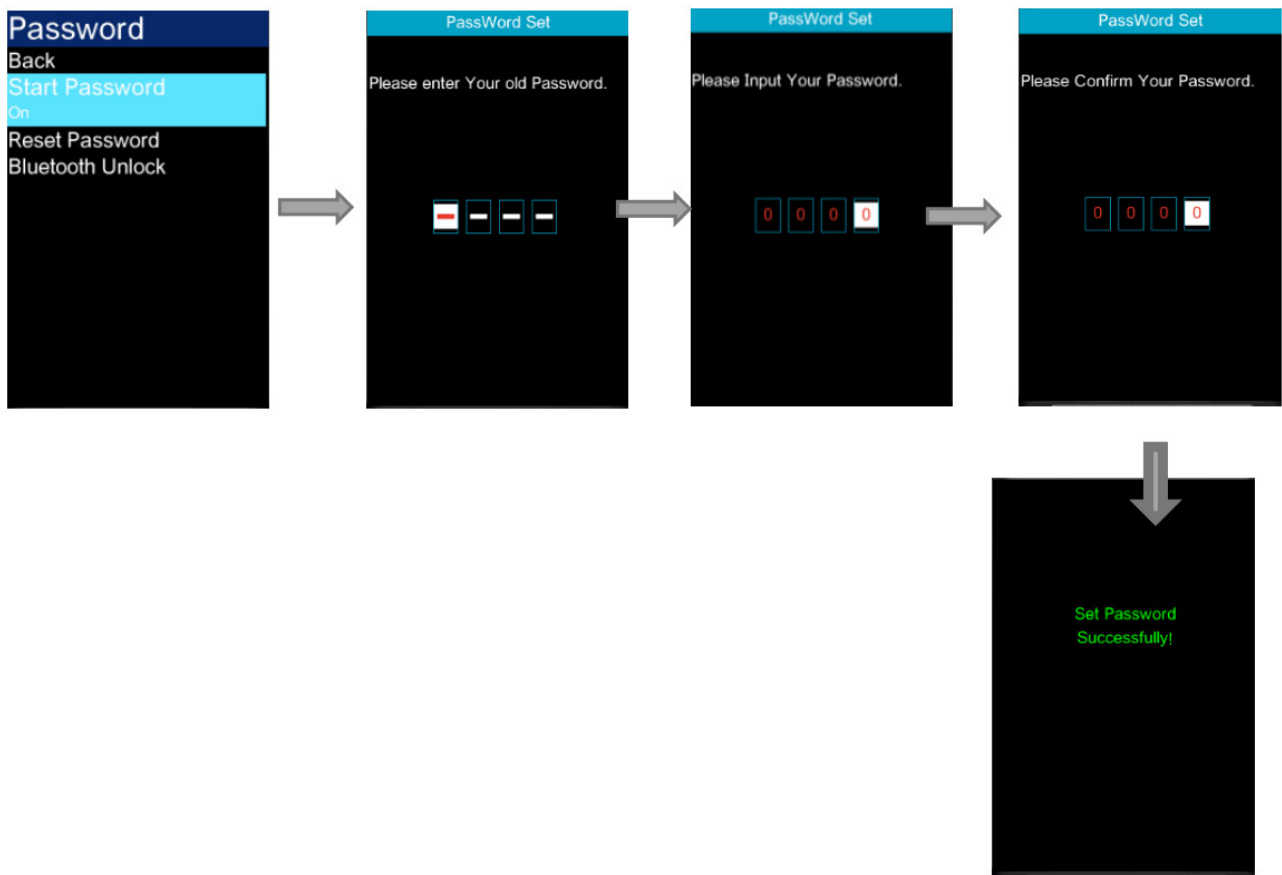 Password
Back
Start Password
On
Reset Password
Bluetooth Unlock
PassWord Set
Please enter Your old Password.
PassWord Set
Please Input Your Password.
0 0 0 0
PassWord Set
Please Confirm Your Password.
0 0 0 0
Set Password
Successfully!